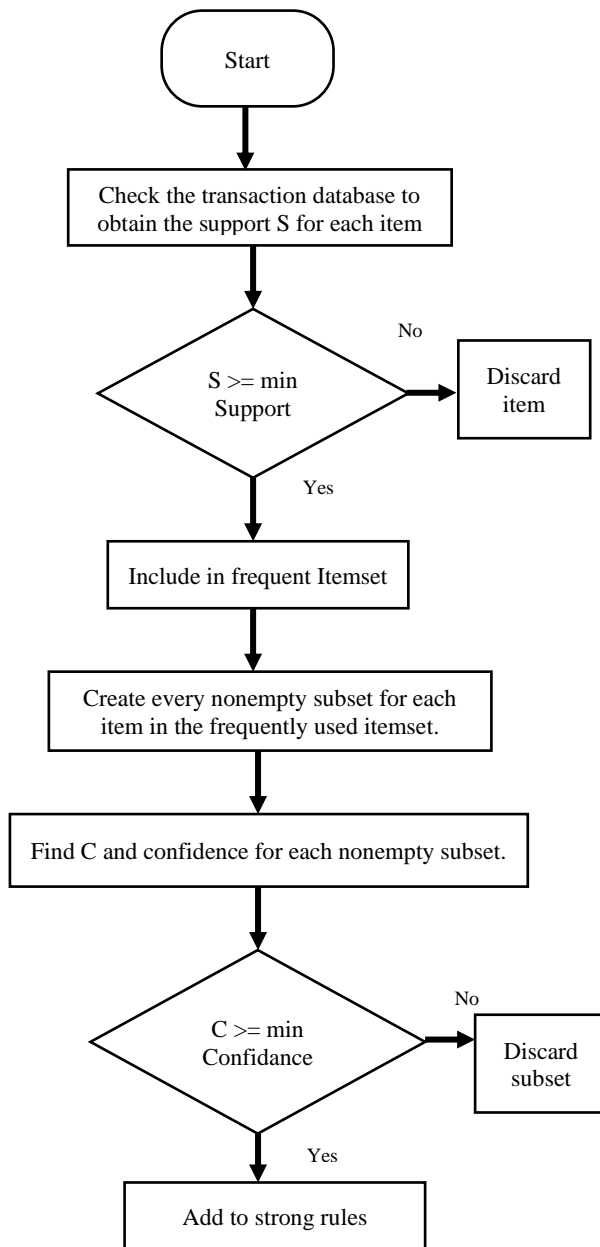 Start
Check the transaction database to
obtain the support S for each item
No
S >= min
Support
Discard
item
Yes
Include in frequent Itemset
Create every nonempty subset for each
item in the frequently used itemset.
Find C and confidence for each nonempty subset.
No
C >= min
Confidance
Discard
subset
Yes
Add to strong rules